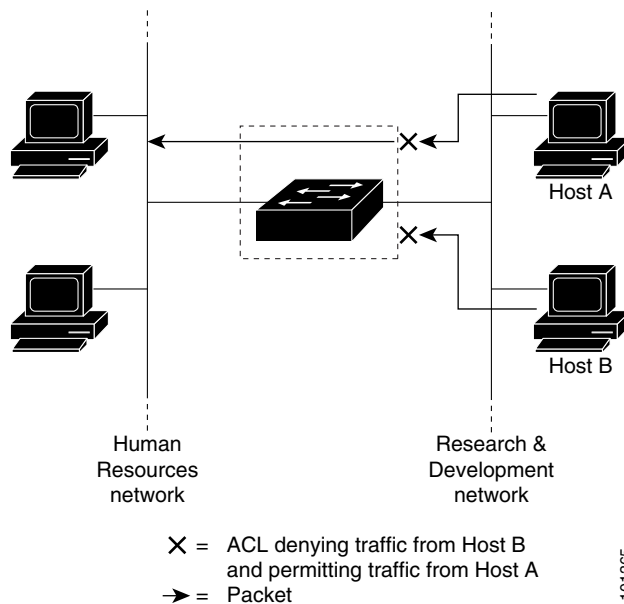 Host A
Host B
Human
Resources
network
Research &
Development
network
X = ACL denying traffic from Host B
and permitting traffic from Host A
→ = Packet